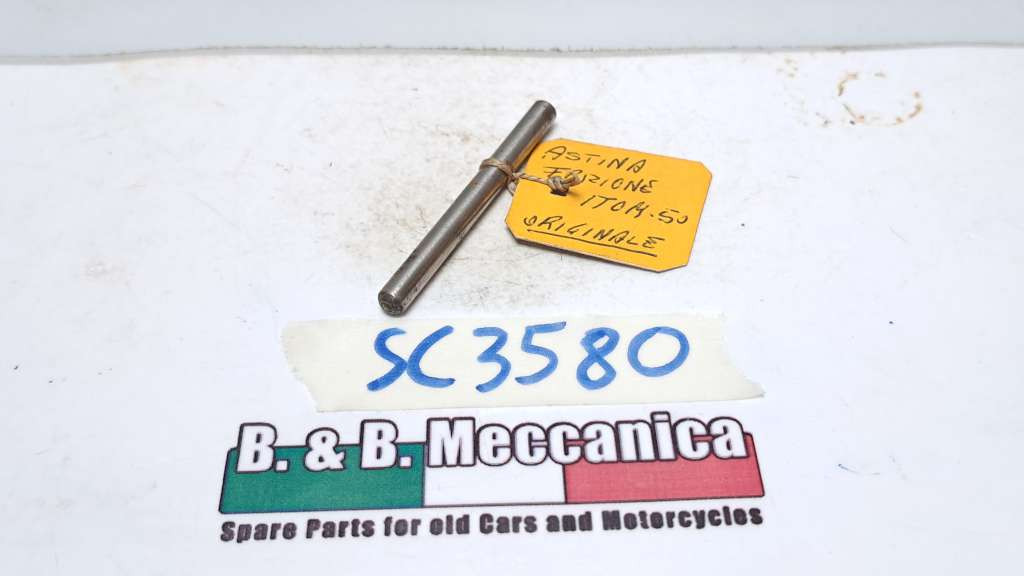 ASTINA
FRIZIONE
ITOM. 50
ORIGINALE
SC3580
B. & B. Meccanica
Spare Parts for old Cars and Motorcycles